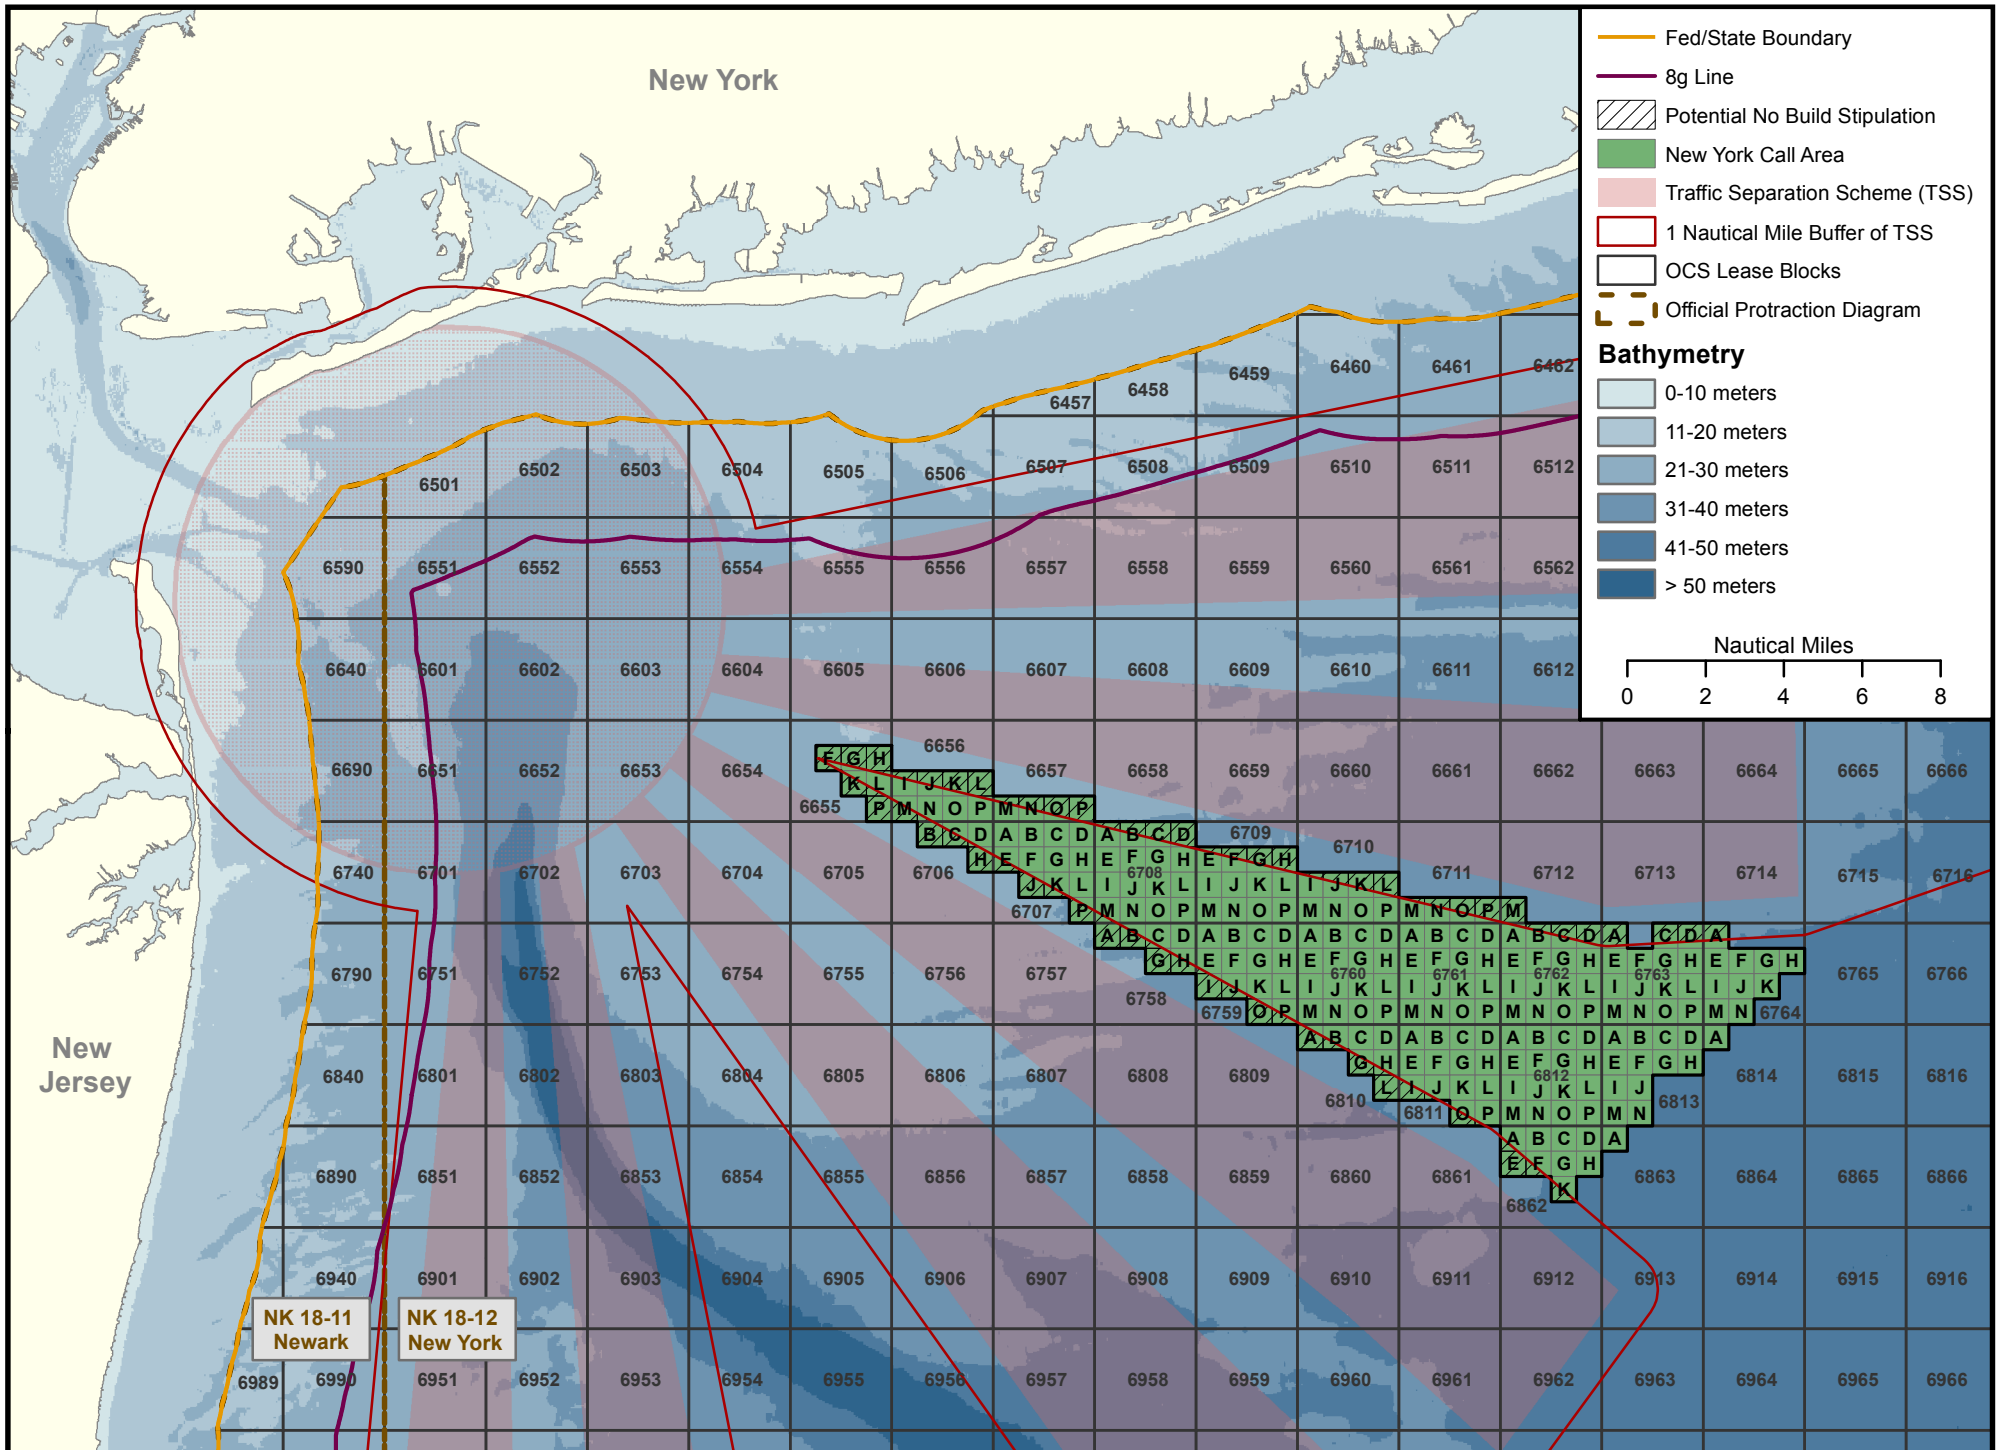 New York
Fed/State Boundary
8g Line
Potential No Build Stipulation
New York Call Area
Traffic Separation Scheme (TSS)
1 Nautical Mile Buffer of TSS
OCS Lease Blocks
Official Protraction Diagram
Bathymetry
0-10 meters
11-20 meters
21-30 meters
31-40 meters
41-50 meters
> 50 meters
Nautical Miles
0 2 4 6 8
6457 6458 6459 6460 6461 6462
6501 6502 6503 6504 6505 6506 6507 6508 6509 6510 6511 6512
6590 6551 6552 6553 6554 6555 6556 6557 6558 6559 6560 6561 6562
6640 6601 6602 6603 6604 6605 6606 6607 6608 6609 6610 6611 6612
6656
F G H
6690 6651 6652 6653 6654 6657 6658 6659 6660 6661 6662 6663 6664 6665 6666
K L I J K L
6655 P M N O P M N O P
B C D A B C D A B C D 6709
6710
H E F G H E F G H E F G H
6740 6701 6702 6703 6704 6705 6706 6708 6711 6712 6713 6714 6715 6716
J K L I J K L I J K L I J K L
6707 P M N O P M N O P M N O P M N O P M
A B C D A B C D A B C D A B C D A B C D A C D A
G H E F G H E F G H E F G H E F G H E F G H E F G H
6790 6751 6752 6753 6754 6755 6756 6757 6760 6761 6762 6763 6765 6766
6758 I J K L I J K L I J K L I J K L I J K L I J K
6759 O P M N O P M N O P M N O P M N O P M N 6764
A B C D A B C D A B C D A B C D A
G H E F G H E F G H E F G H
6840 6801 6802 6803 6804 6805 6806 6807 6808 6809 6812 6814 6815 6816
L I J K L I J K L I J
6810 6811 O P M N O P M N 6813
A B C D A
E F G H
6890 6851 6852 6853 6854 6855 6856 6857 6858 6859 6860 6861 6863 6864 6865 6866
K
6862
6940 6901 6902 6903 6904 6905 6906 6907 6908 6909 6910 6911 6912 6913 6914 6915 6916
NK 18-11
Newark
NK 18-12
New York
6989 6990 6951 6952 6953 6954 6955 6956 6957 6958 6959 6960 6961 6962 6963 6964 6965 6966
New
Jersey